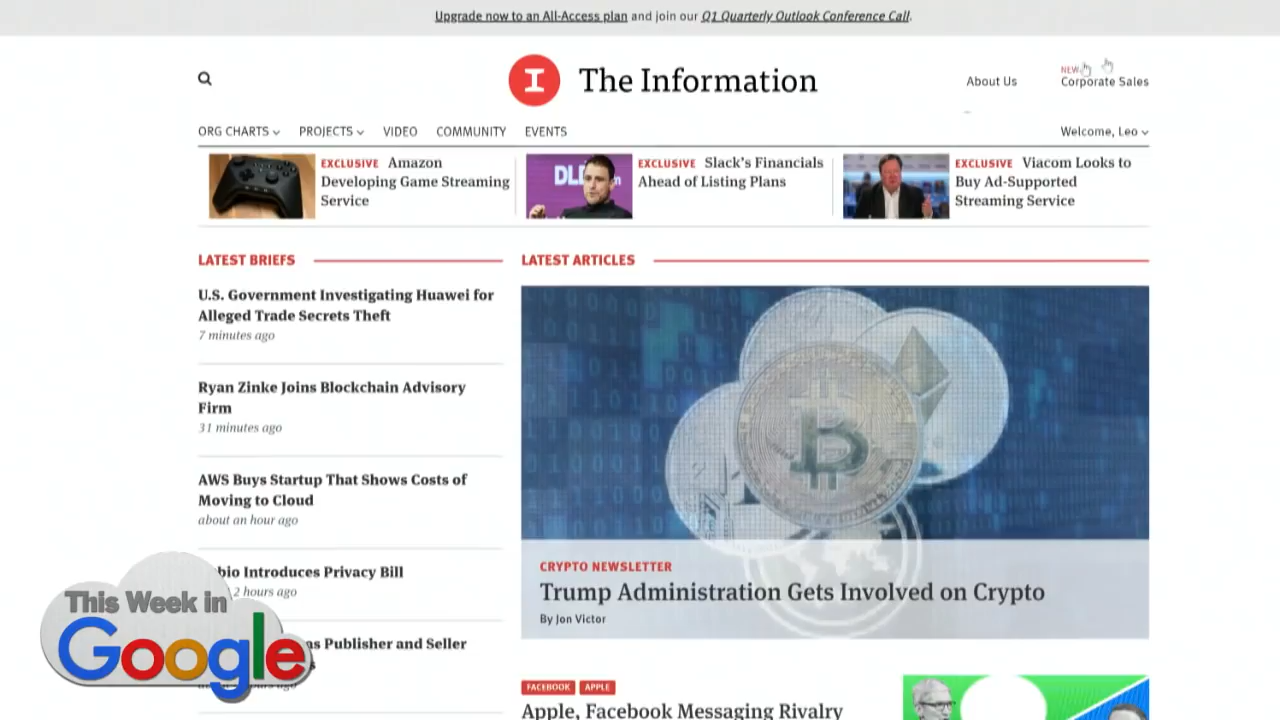 Upgrade now to an All-Access plan and join our Q1 Quarterly Outlook Conference Call.
I The Information
About Us
NEW
Corporate Sales
ORG CHARTS PROJECTS VIDEO COMMUNITY EVENTS
Welcome, Leo
EXCLUSIVE Amazon
Developing Game Streaming
Service
DL
EXCLUSIVE Slack's Financials
Ahead of Listing Plans
EXCLUSIVE Viacom Looks to
Buy Ad-Supported
Streaming Service
LATEST BRIEFS
U.S. Government Investigating Huawei for
Alleged Trade Secrets Theft
7 minutes ago
Ryan Zinke Joins Blockchain Advisory
Firm
31 minutes ago
AWS Buys Startup That Shows Costs of
Moving to Cloud
about an hour ago
bio Introduces Privacy Bill
2 hours ago
as Publisher and Seller
ago
This Week in
Google
LATEST ARTICLES
CRYPTO NEWSLETTER
Trump Administration Gets Involved on Crypto
By Jon Victor
FACEBOOK APPLE
Apple, Facebook Messaging Rivalry